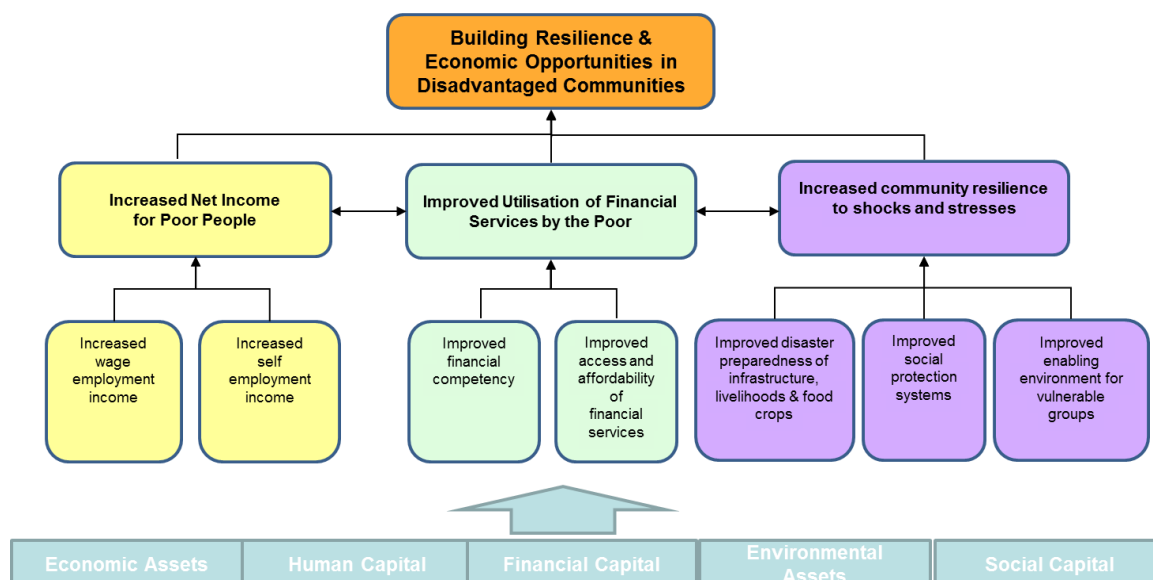 Building Resilience &
Economic Opportunities in
Disadvantaged Communities
Increased Net Income
for Poor People
Improved Utilisation of Financial
Services by the Poor
Increased community resilience
to shocks and stresses
Increased
wage
employment
income
Increased
self
employment
income
Improved
financial
competency
Improved
access and
affordability
of
financial
services
Improved disaster
preparedness of
infrastructure,
livelihoods & food
crops
Improved
social
protection
systems
Improved
enabling
environment for
vulnerable
groups
Economic Assets
Human Capital
Financial Capital
Environmental
Assets
Social Capital